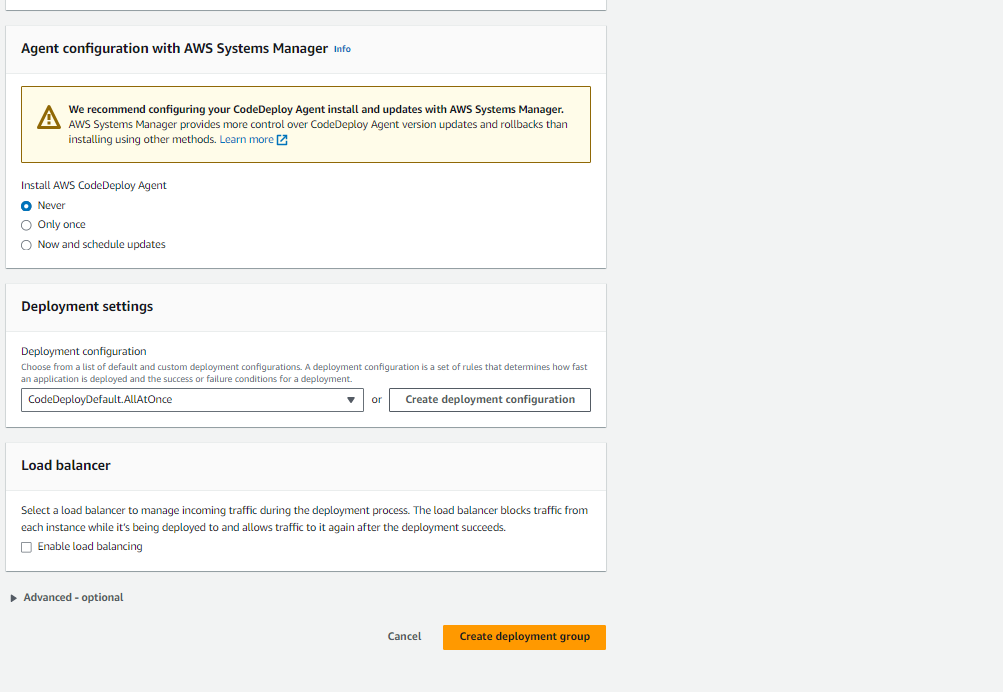 Agent configuration with AWS Systems Manager Info
We recommend configuring your CodeDeploy Agent install and updates with AWS Systems Manager.
AWS Systems Manager provides more control over CodeDeploy Agent version updates and rollbacks than
installing using other methods. Learn more
Install AWS CodeDeploy Agent
Never
Only once
Now and schedule updates
Deployment settings
Deployment configuration
Choose from a list of default and custom deployment configurations. A deployment configuration is a set of rules that determines how fast
an application is deployed and the success or failure conditions for a deployment.
CodeDeployDefault.AllAtOnce or Create deployment configuration
Load balancer
Select a load balancer to manage incoming traffic during the deployment process. The load balancer blocks traffic from
each instance while it's being deployed to and allows traffic to it again after the deployment succeeds.
Enable load balancing
Advanced - optional
Cancel Create deployment group